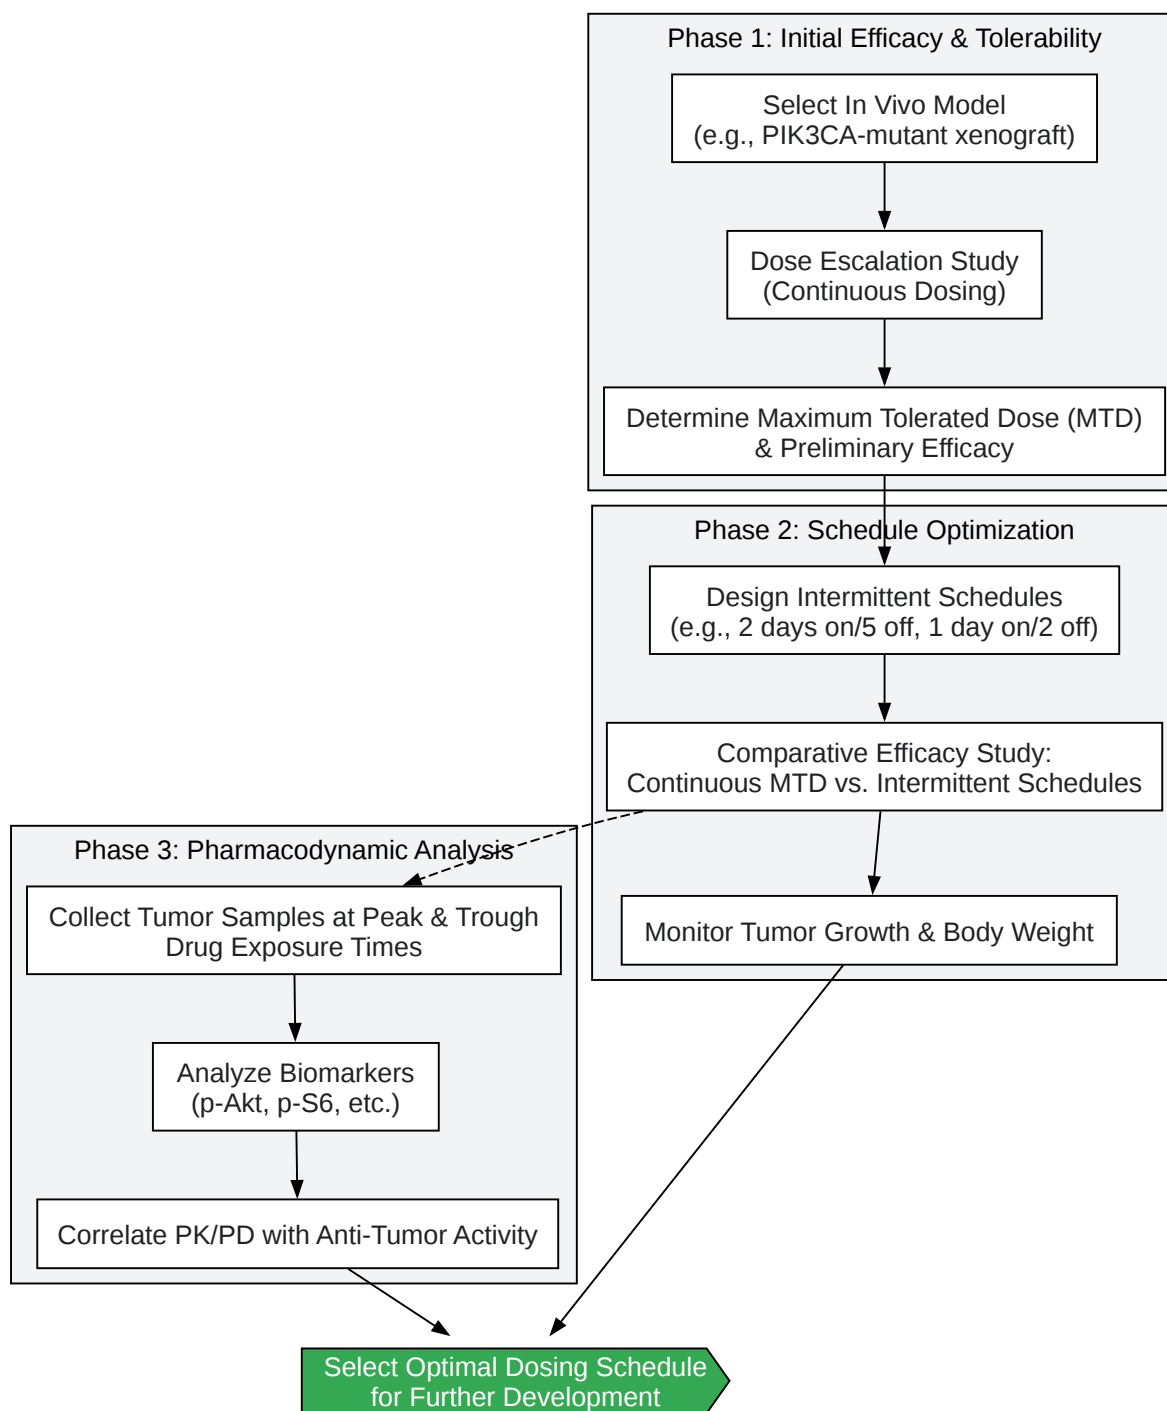 Phase 1: Initial Efficacy & Tolerability
Select In Vivo Model
(e.g., PIK3CA-mutant xenograft)
Dose Escalation Study
(Continuous Dosing)
Determine Maximum Tolerated Dose (MTD)
& Preliminary Efficacy
Phase 2: Schedule Optimization
Design Intermittent Schedules
(e.g., 2 days on/5 off, 1 day on/2 off)
Comparative Efficacy Study:
Continuous MTD vs. Intermittent Schedules
Monitor Tumor Growth & Body Weight
Phase 3: Pharmacodynamic Analysis
Collect Tumor Samples at Peak & Trough
Drug Exposure Times
Analyze Biomarkers
(p-Akt, p-S6, etc.)
Correlate PK/PD with Anti-Tumor Activity
Select Optimal Dosing Schedule
for Further Development